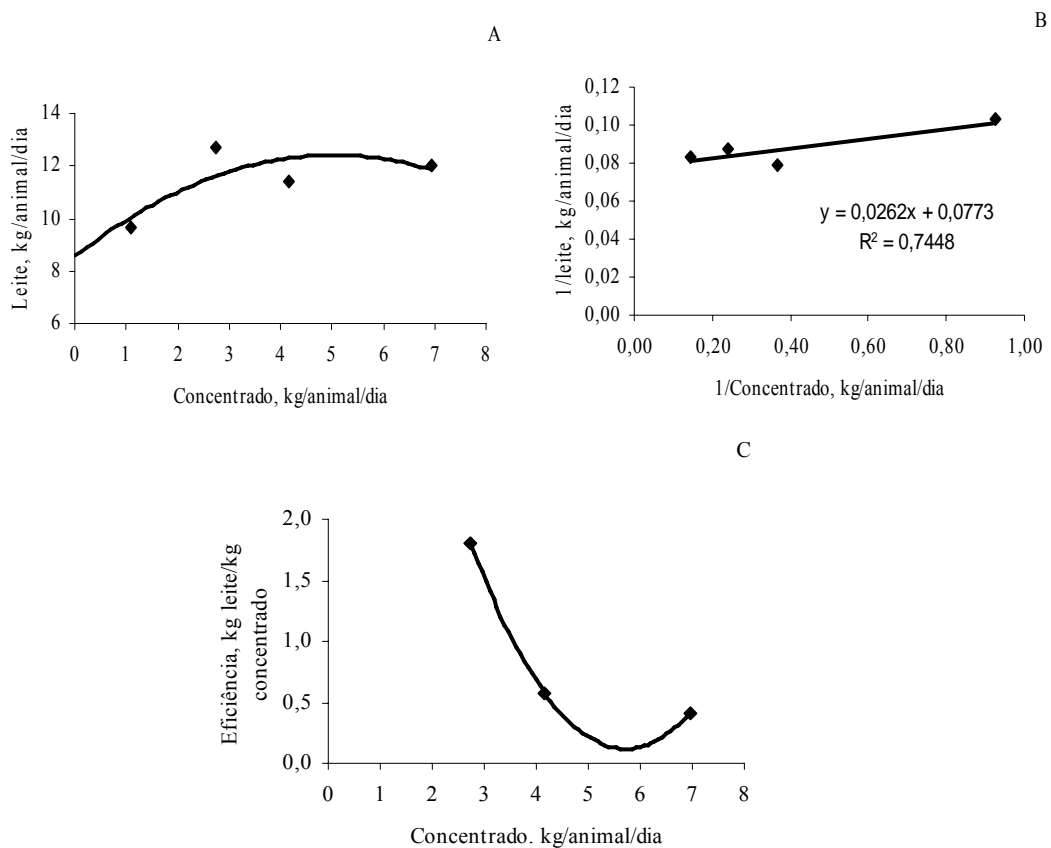 A
Leite, kg/animal/dia
14
12
10
8
6
0 1 2 3 4 5 6 7 8
Concentrado, kg/animal/dia
B
1/leite, kg/animal/dia
0,12
0,10
0,08
0,06
0,04
0,02
0,00
y = 0,0262x + 0,0773
R² = 0,7448
0,00 0,20 0,40 0,60 0,80 1,00
1/Concentrado, kg/animal/dia
C
Eficiência, kg leite/kg
concentrado
2,0
1,5
1,0
0,5
0,0
0 1 2 3 4 5 6 7 8
Concentrado. kg/animal/dia